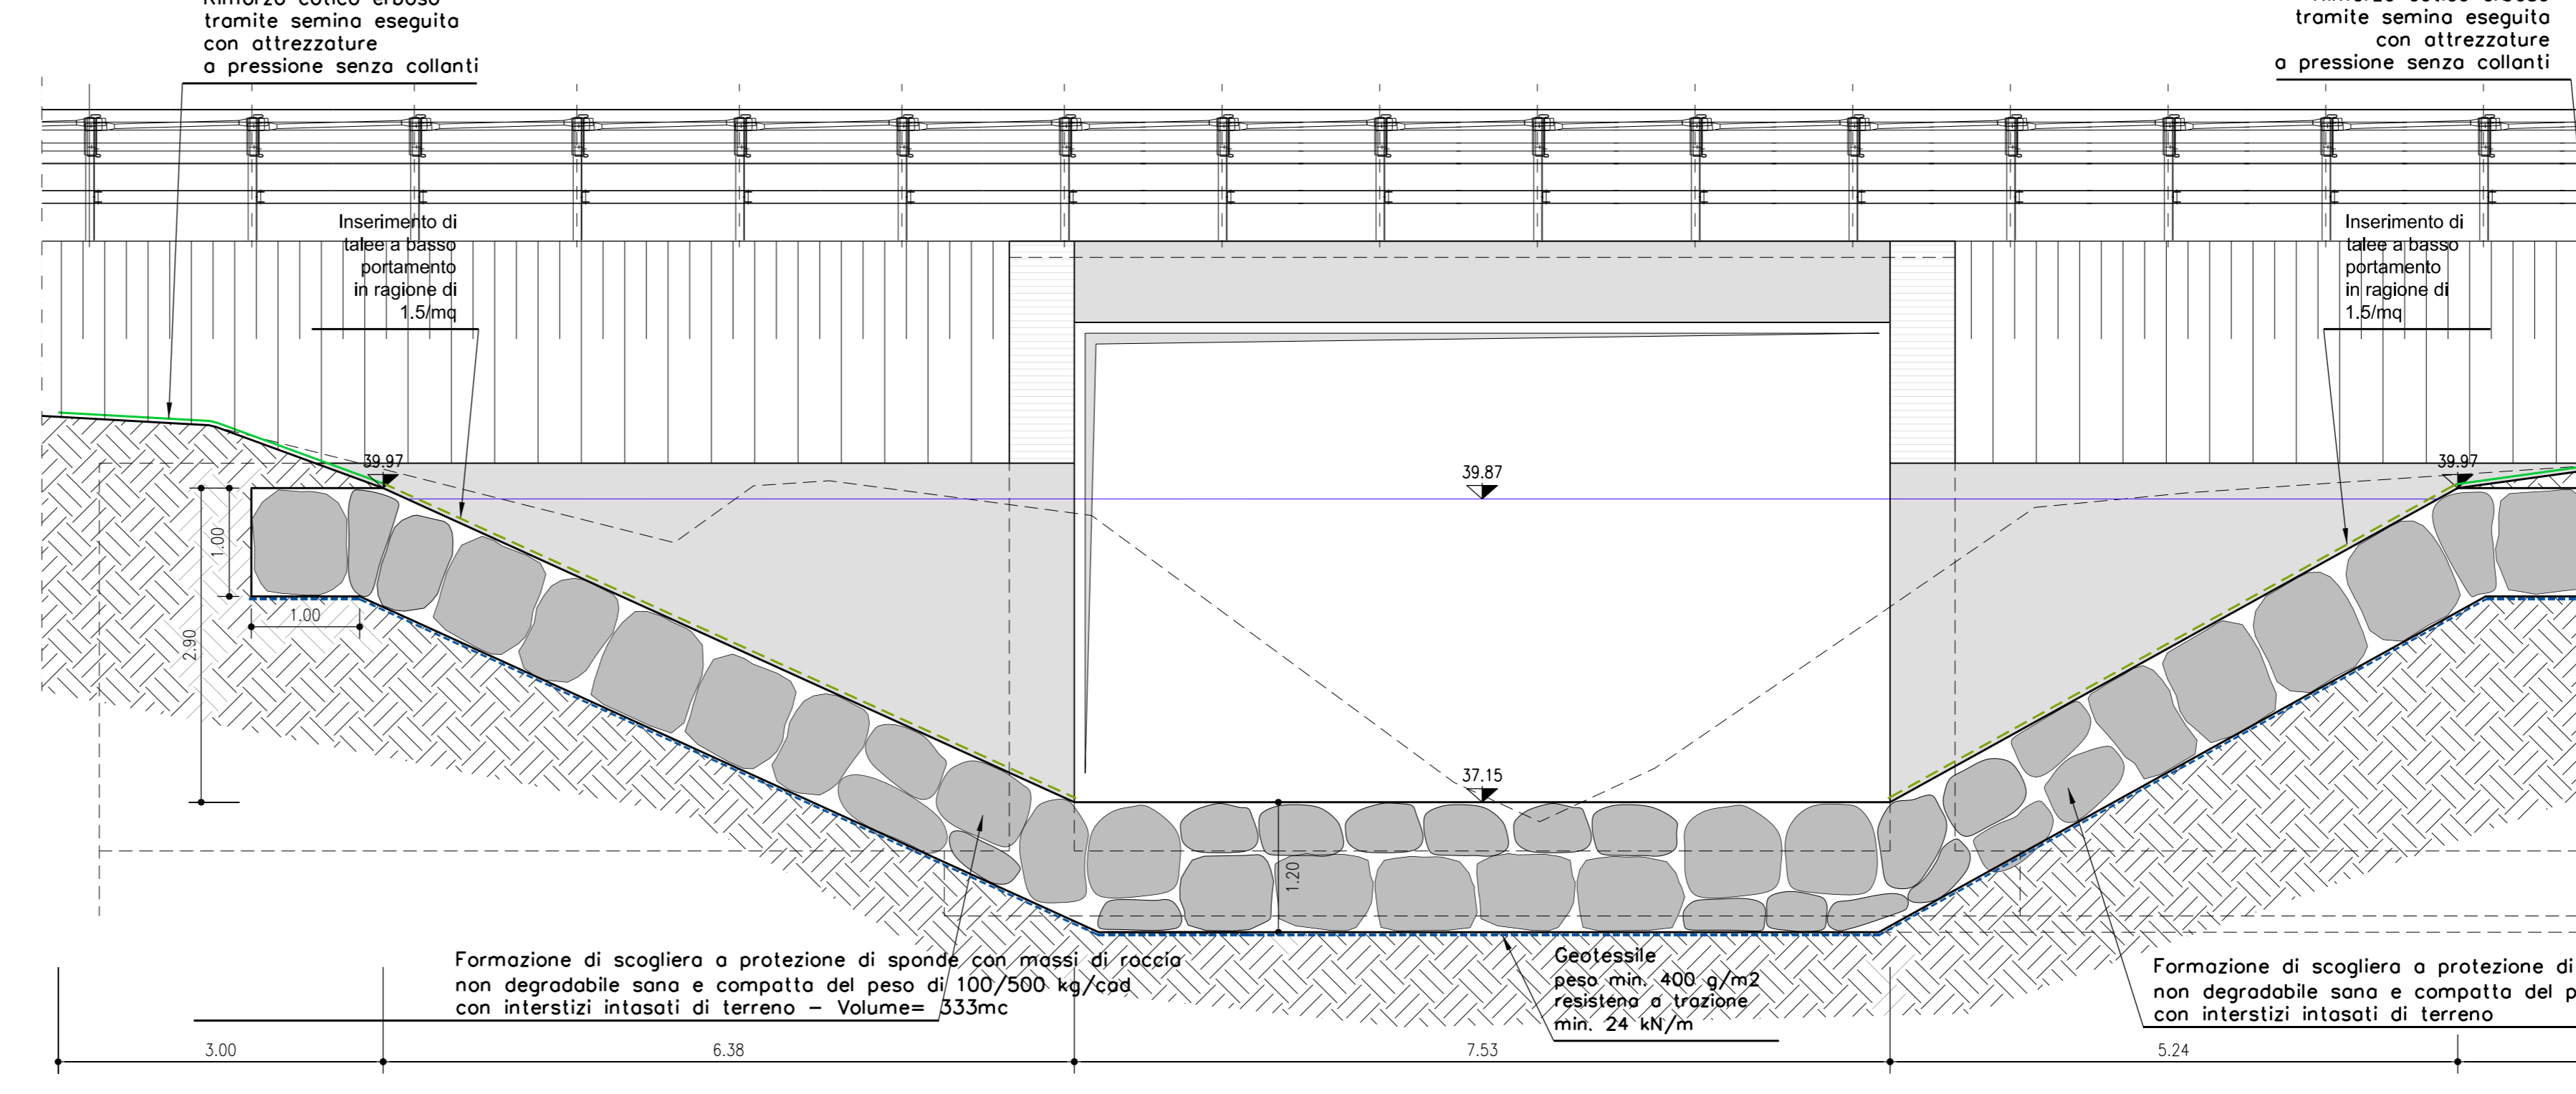 Rinforzo cotico erboso
tramite semina eseguita
con attrezzature
a pressione senza collanti
tramite semina eseguita
con attrezzature
a pressione senza collanti
Inserimento di
talee a basso
portamento
in ragione di
1.5/mq
Inserimento di
talee a basso
portamento
in ragione di
1.5/mq
39.97
39.87
39.97
1.00
1.00
2.90
37.15
1.20
Formazione di scogliera a protezione di sponde con massi di roccia
non degradabile sana e compatta del peso di 100/500 kg/cad
con interstizi intasati di terreno – Volume= 333mc
Geotessile
peso min. 400 g/m2
resistena a trazione
min. 24 kN/m
Formazione di scogliera a protezione di
non degradabile sana e compatta del p
con interstizi intasati di terreno
3.00
6.38
7.53
5.24